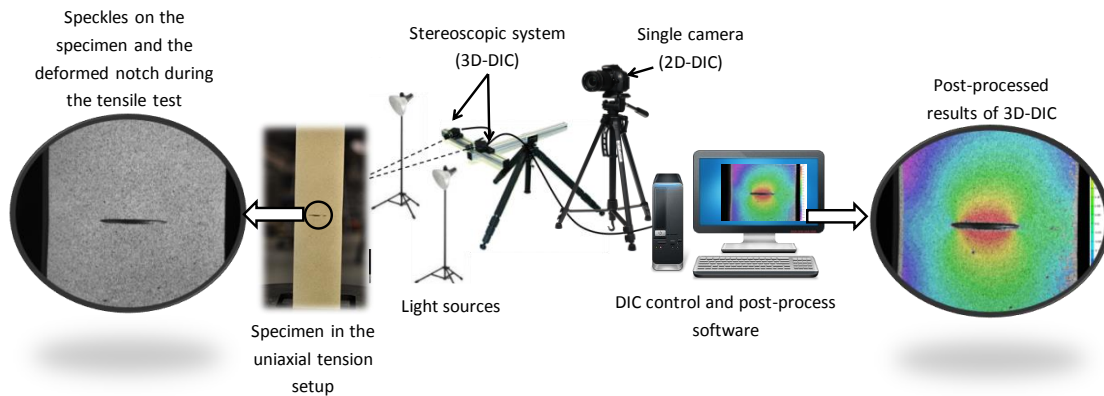 Speckles on the
specimen and the
deformed notch during
the tensile test
Stereoscopic system
(3D-DIC)
Single camera
(2D-DIC)
Post-processed
results of 3D-DIC
Light sources
DIC control and post-process
software
Specimen in the
uniaxial tension
setup